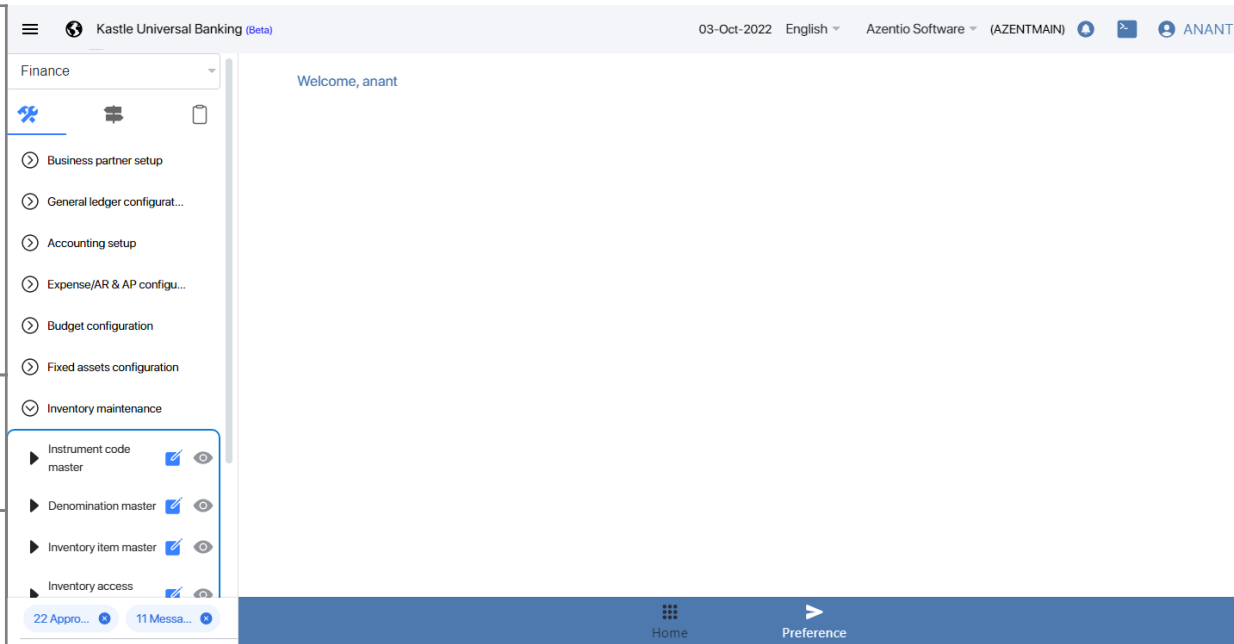 Kastle Universal Banking (Beta)
03-Oct-2022 English Azentio Software (AZENTMAIN) ANANT
Finance
Welcome, anant
Business partner setup
General ledger configurat...
Accounting setup
Expense/AR & AP configu...
Budget configuration
Fixed assets configuration
Inventory maintenance
Instrument code
master
Denomination master
Inventory item master
Inventory access
22 Appro... 11 Messa...
Home Preference